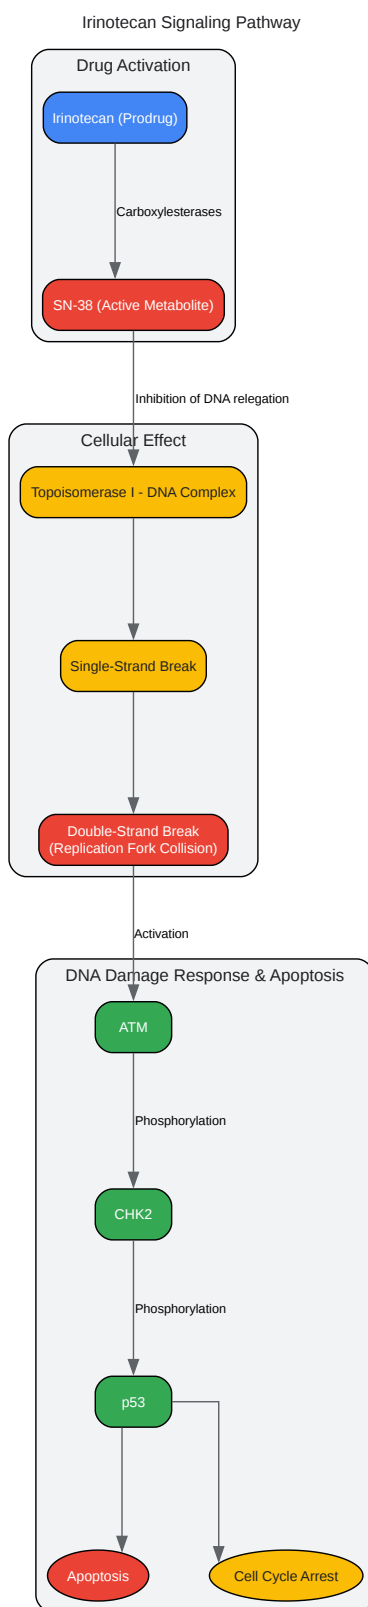 Irinotecan Signaling Pathway
Drug Activation
Irinotecan (Prodrug)
Carboxylesterases
SN-38 (Active Metabolite)
Inhibition of DNA relegation
Cellular Effect
Topoisomerase I - DNA Complex
Single-Strand Break
Double-Strand Break
(Replication Fork Collision)
Activation
DNA Damage Response & Apoptosis
ATM
Phosphorylation
CHK2
Phosphorylation
p53
Apoptosis
Cell Cycle Arrest